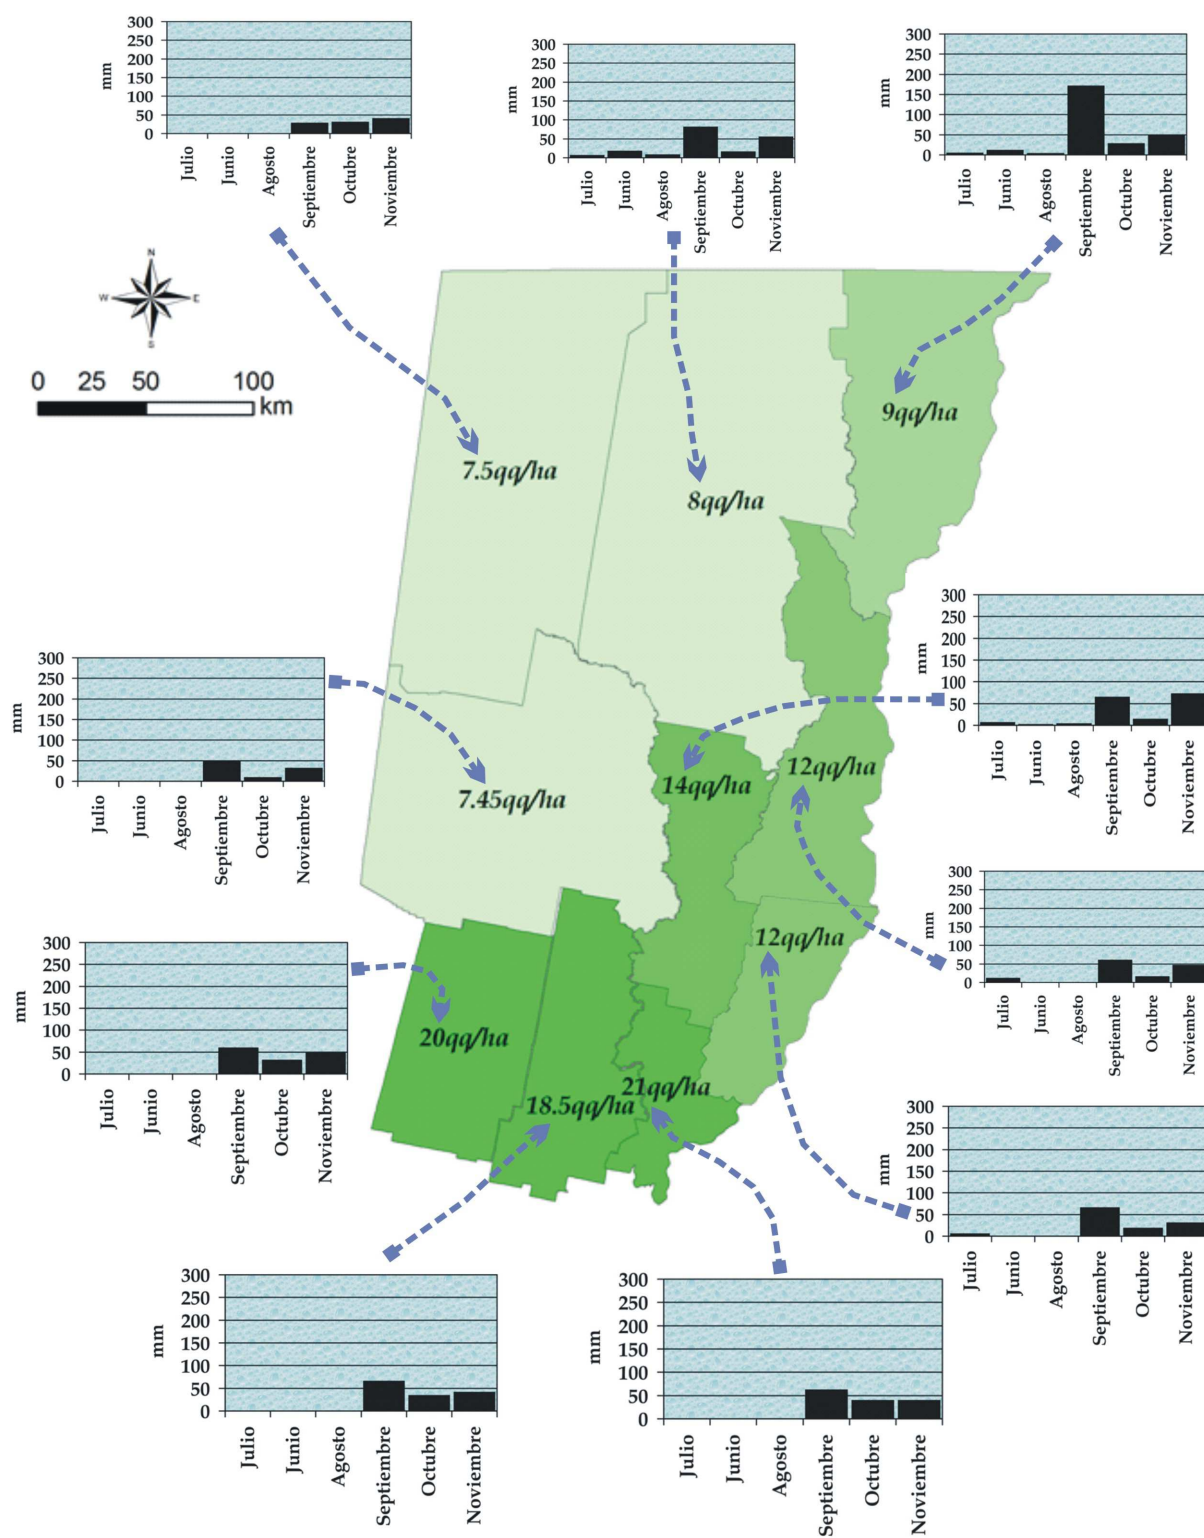 300
250
200
150
100
50
0
mm
Julio
Junio
Agosto
Septiembre
Octubre
Noviembre
300
250
200
150
100
50
0
mm
Julio
Junio
Agosto
Septiembre
Octubre
Noviembre
300
250
200
150
100
50
0
mm
Julio
Junio
Agosto
Septiembre
Octubre
Noviembre
N
W
E
S
0 25 50 100
km
9qq/ha
7.5qq/ha
8qq/ha
300
250
200
150
100
50
0
mm
Julio
Junio
Agosto
Septiembre
Octubre
Noviembre
300
250
200
150
100
50
0
mm
Julio
Junio
Agosto
Septiembre
Octubre
Noviembre
12qq/ha
14qq/ha
7.45qq/ha
300
250
200
150
100
50
0
mm
Julio
Junio
Agosto
Septiembre
Octubre
Noviembre
12qq/ha
300
250
200
150
100
50
0
mm
Julio
Junio
Agosto
Septiembre
Octubre
Noviembre
20qq/ha
21qq/ha
18.5qq/ha
300
250
200
150
100
50
0
mm
Julio
Junio
Agosto
Septiembre
Octubre
Noviembre
300
250
200
150
100
50
0
mm
Julio
Junio
Agosto
Septiembre
Octubre
Noviembre
300
250
200
150
100
50
0
mm
Julio
Junio
Agosto
Septiembre
Octubre
Noviembre